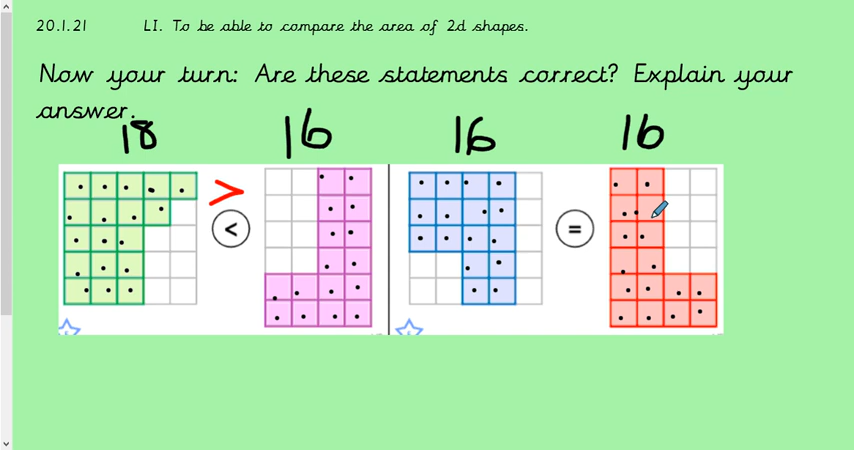 20.1.21 LI. To be able to compare the area of 2d shapes.
Now your turn: Are these statements correct? Explain your
answer.
18 16 16 16
>
< =